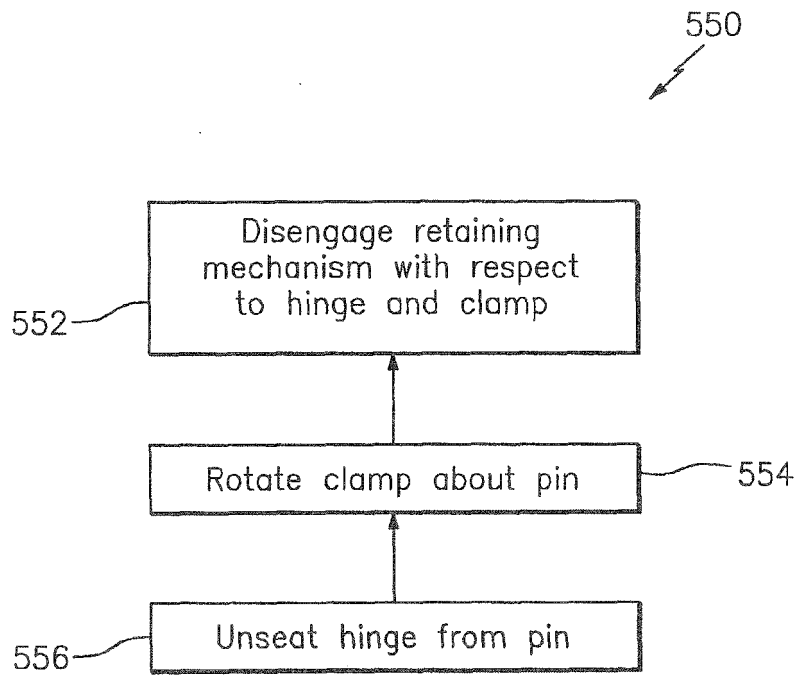 550
Disengage retaining
mechanism with respect
to hinge and clamp
552
Rotate clamp about pin
554
Unseat hinge from pin
556